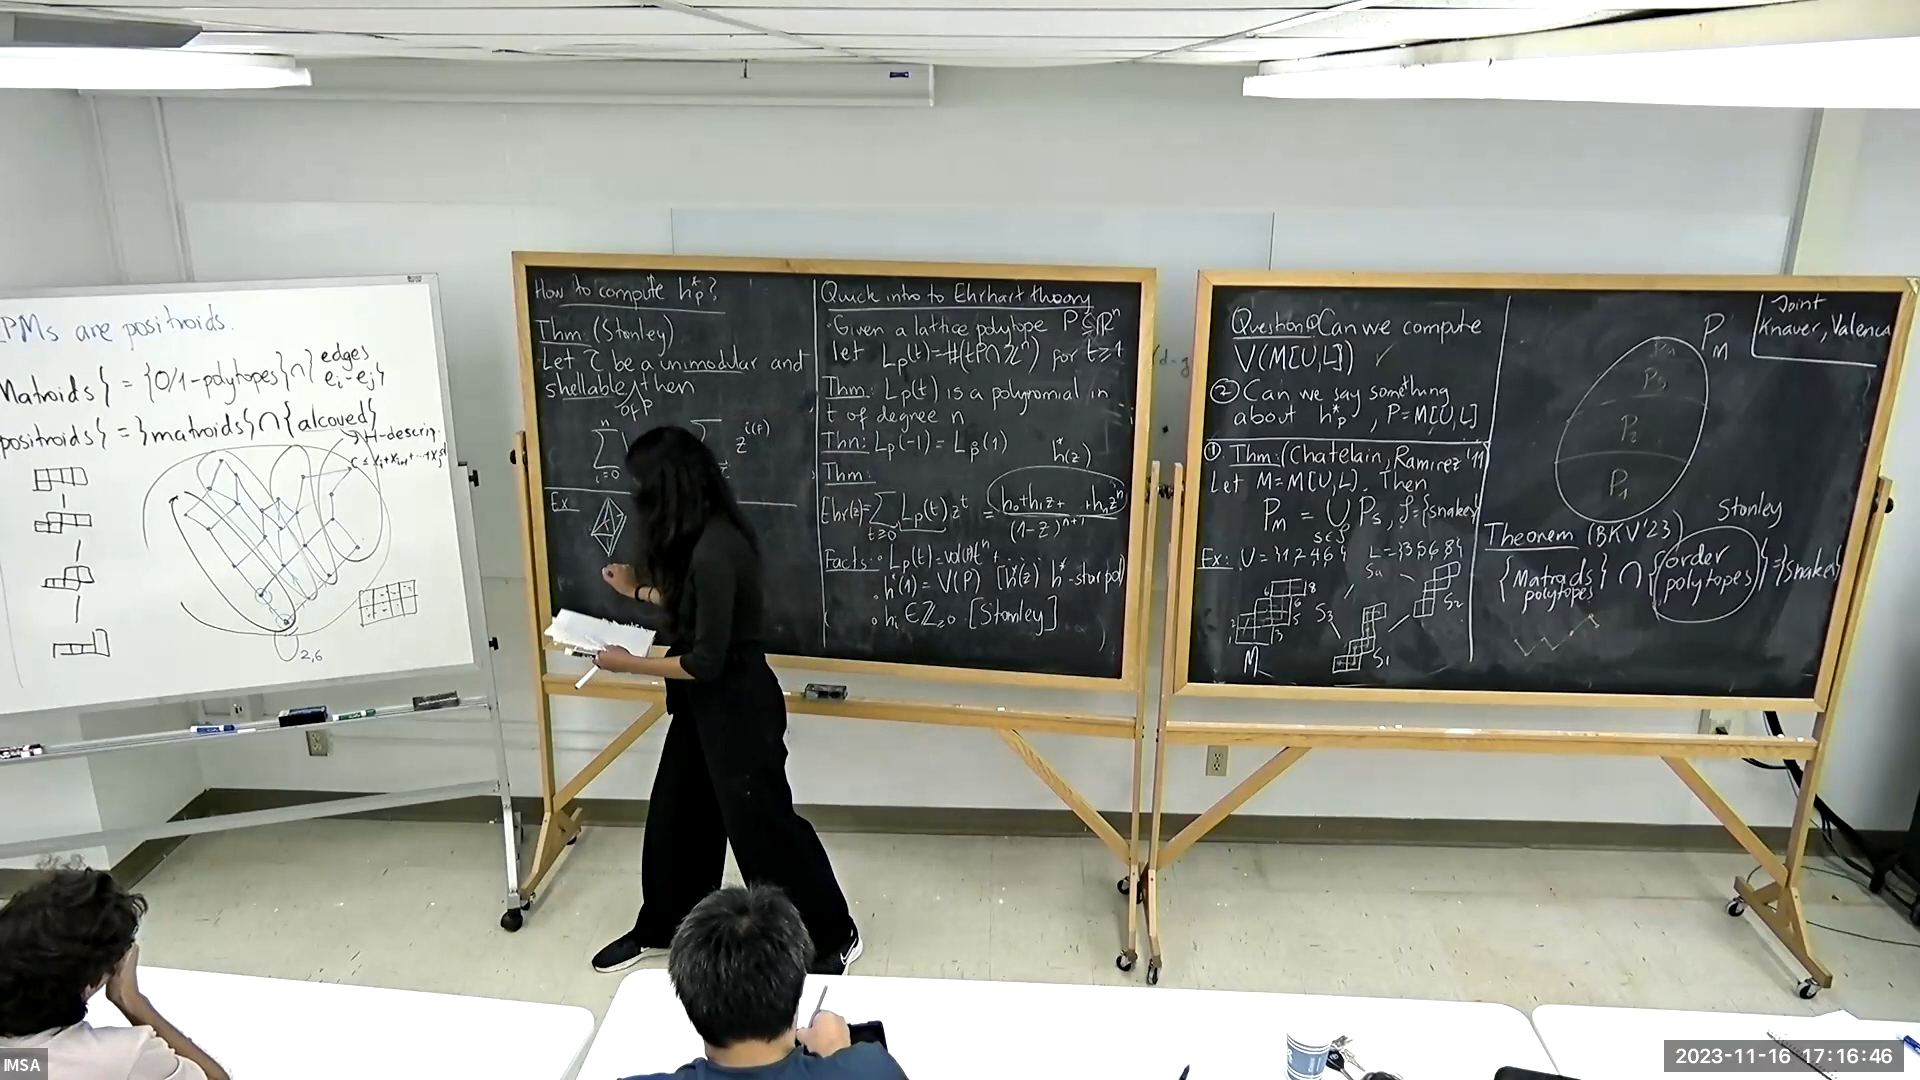 PMs are positroids.
Matroids} = {0/1-polytopes} ∩ { edges e_i-e_j}
positroids} = {matroids} ∩ {alcoved}
H-descrip.
2,6
How to compute h*_P?
Thm: (Stanley)
Let τ be a unimodular and
shellable, then
of P
Σ
i=0
n
z^{i(F)}
Ex
Quick intro to Ehrhart theory
· Given a lattice polytope P ⊆ ℝ^n
let L_P(t) = #(tP∩ℤ^n) for t≥1
Thm: L_P(t) is a polynomial in
t of degree n
Thm: L_P(-1) = L_P̊(1)
h*(z)
Thm:
Ehr(z) = Σ_{t≥0} L_P(t) z^t = h_0+h_1z+...+h_nz^n / (1-z)^{n+1}
Facts: ∘ L_P(t) = vol(P)t^n + ...
∘ h*(1) = V(P) [h*(z) h*-star pol]
∘ h_i ∈ ℤ≥0 [Stanley]
Question ① Can we compute
V(M[U,L]) ✓
② Can we say something
about h*_P, P=M[U,L]
① Thm: (Chatelain, Ramirez '11)
Let M = M[U,L]. Then
P_M = ∪_{S∈𝒮} P_S, 𝒮={snakes}
Ex: U={1,2,4,6} L={3,5,6,8}
M
S_4
S_3
S_2
S_1
P_M
Joint
Knauer, Valencia
P_3
P_2
P_1
Stanley
Theorem (BKV'23)
{Matroids polytopes} ∩ {order polytopes} = {snakes}
IMSA
2023-11-16 17:16:46